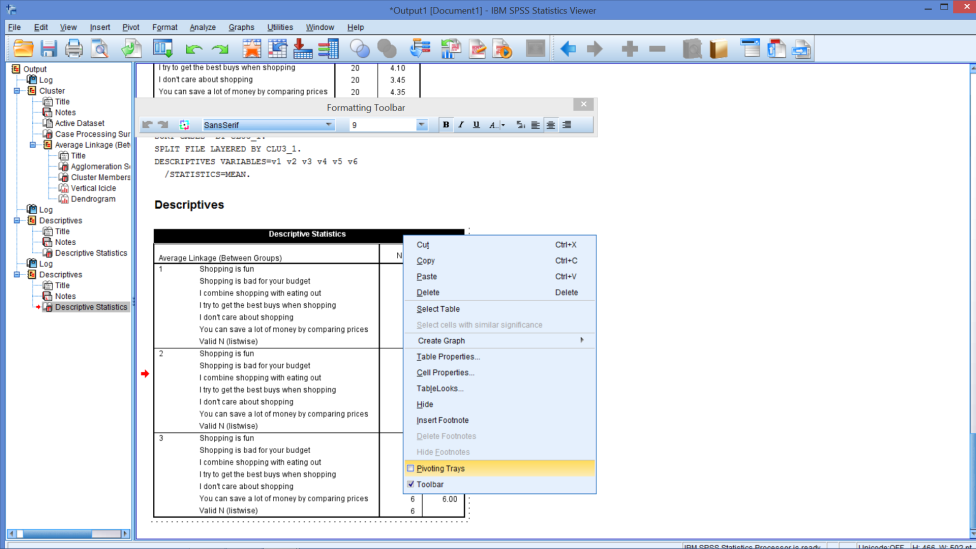 *Output1 [Document1] - IBM SPSS Statistics Viewer
File Edit View Insert Pivot Format Analyze Graphs Utilities Window Help
Output
Log
Cluster
Title
Notes
Active Dataset
Case Processing Sur
Average Linkage (Bet
Title
Agglomeration S
Cluster Members
Vertical Icicle
Dendrogram
Log
Descriptives
Title
Notes
Descriptive Statistics
Log
Descriptives
Title
Notes
Descriptive Statistics
I try to get the best buys when shopping 20 4.10
I don't care about shopping 20 3.45
You can save a lot of money by comparing prices 20 4.35
Formatting Toolbar
SansSerif 9 B I U A...
SORT CASES BY CLU3_1.
SPLIT FILE LAYERED BY CLU3_1.
DESCRIPTIVES VARIABLES=v1 v2 v3 v4 v5 v6
/STATISTICS=MEAN.
Descriptives
Descriptive Statistics
Average Linkage (Between Groups) N
1 Shopping is fun
Shopping is bad for your budget
I combine shopping with eating out
I try to get the best buys when shopping
I don't care about shopping
You can save a lot of money by comparing prices
Valid N (listwise)
2 Shopping is fun
Shopping is bad for your budget
I combine shopping with eating out
I try to get the best buys when shopping
I don't care about shopping
You can save a lot of money by comparing prices
Valid N (listwise)
3 Shopping is fun
Shopping is bad for your budget
I combine shopping with eating out
I try to get the best buys when shopping
I don't care about shopping
You can save a lot of money by comparing prices 6 6.00
Valid N (listwise) 6
Cut Ctrl+X
Copy Ctrl+C
Paste Ctrl+V
Delete Delete
Select Table
Select cells with similar significance
Create Graph
Table Properties...
Cell Properties...
TableLooks...
Hide
Insert Footnote
Delete Footnotes
Hide Footnotes
Pivoting Trays
Toolbar
IBM SPSS Statistics Processor is ready Unicode:OFF H: 466, W: 502 pt